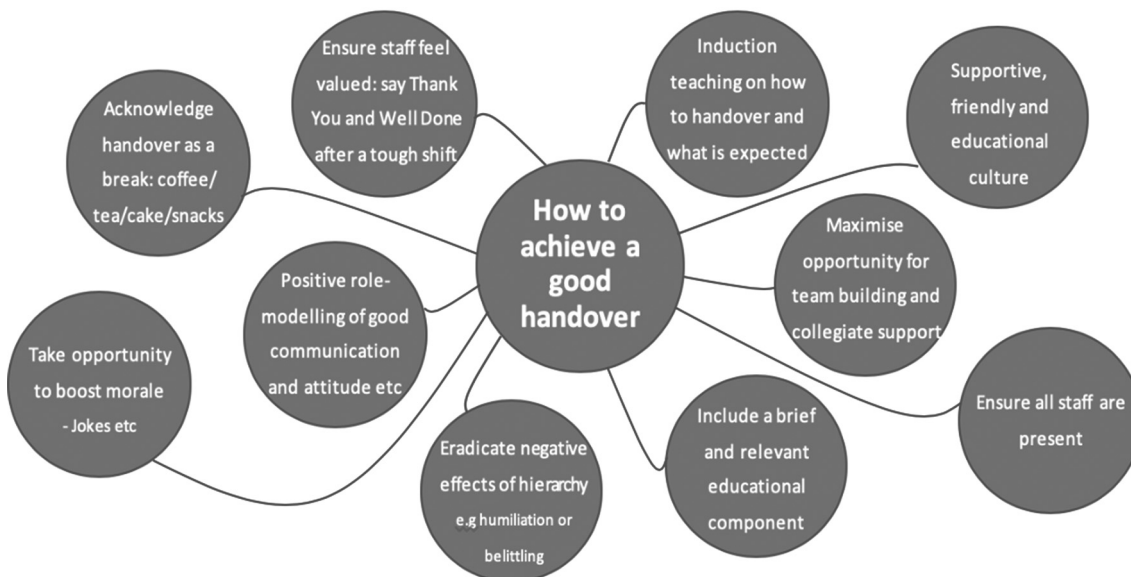 How to
achieve a
good
handover
Ensure staff feel
valued: say Thank
You and Well Done
after a tough shift
Induction
teaching on how
to handover and
what is expected
Supportive,
friendly and
educational
culture
Acknowledge
handover as a
break: coffee/
tea/cake/snacks
Maximise
opportunity for
team building and
collegiate support
Positive role-
modelling of good
communication
and attitude etc
Take opportunity
to boost morale
- Jokes etc
Ensure all staff are
present
Eradicate negative
effects of hierarchy
e.g humiliation or
belittling
Include a brief
and relevant
educational
component